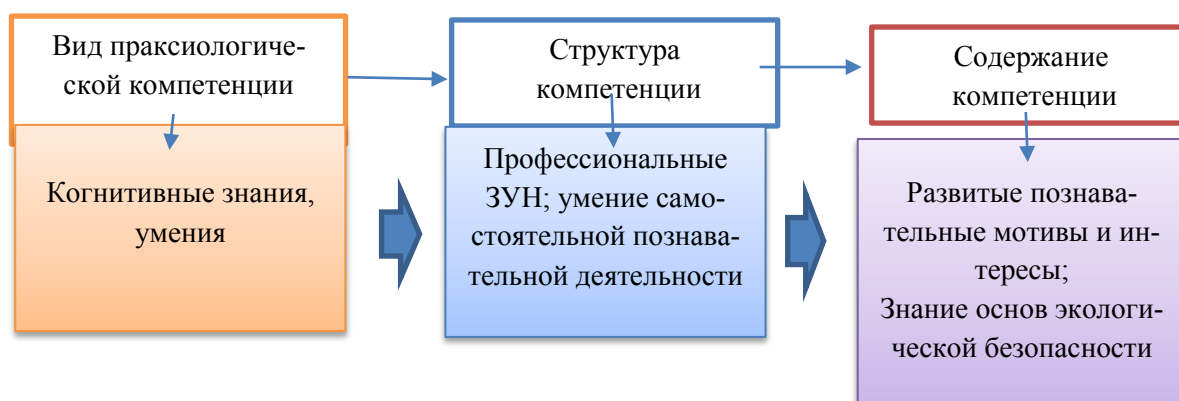 Вид праксиологиче-
ской компетенции
Структура
компетенции
Содержание
компетенции
Когнитивные знания,
умения
Профессиональные
ЗУН; умение само-
стоятельной познава-
тельной деятельности
Развитые познава-
тельные мотивы и ин-
тересы;
Знание основ экологи-
ческой безопасности